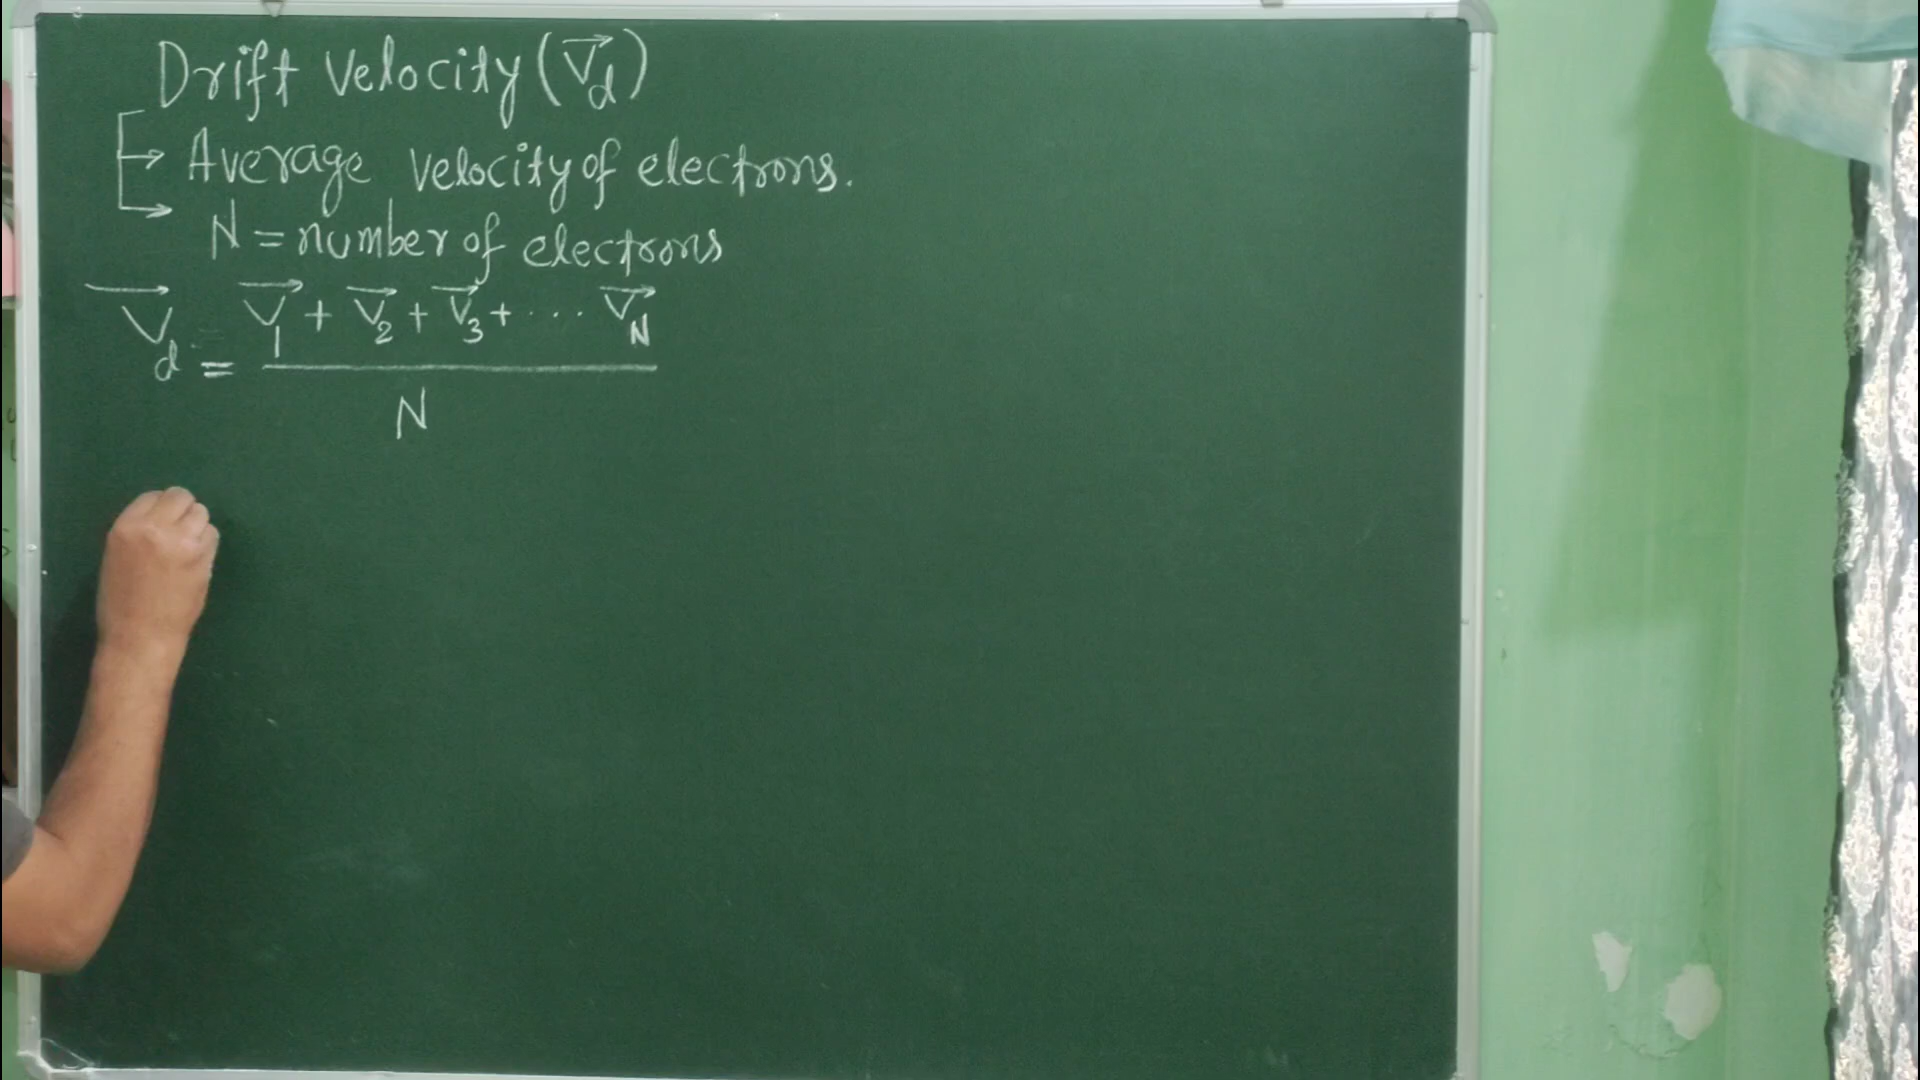 Drift Velocity (V⃗d)
→ Average velocity of electrons.
→ N = number of electrons
V⃗d = (V⃗1 + V⃗2 + V⃗3 + ... V⃗N) / N